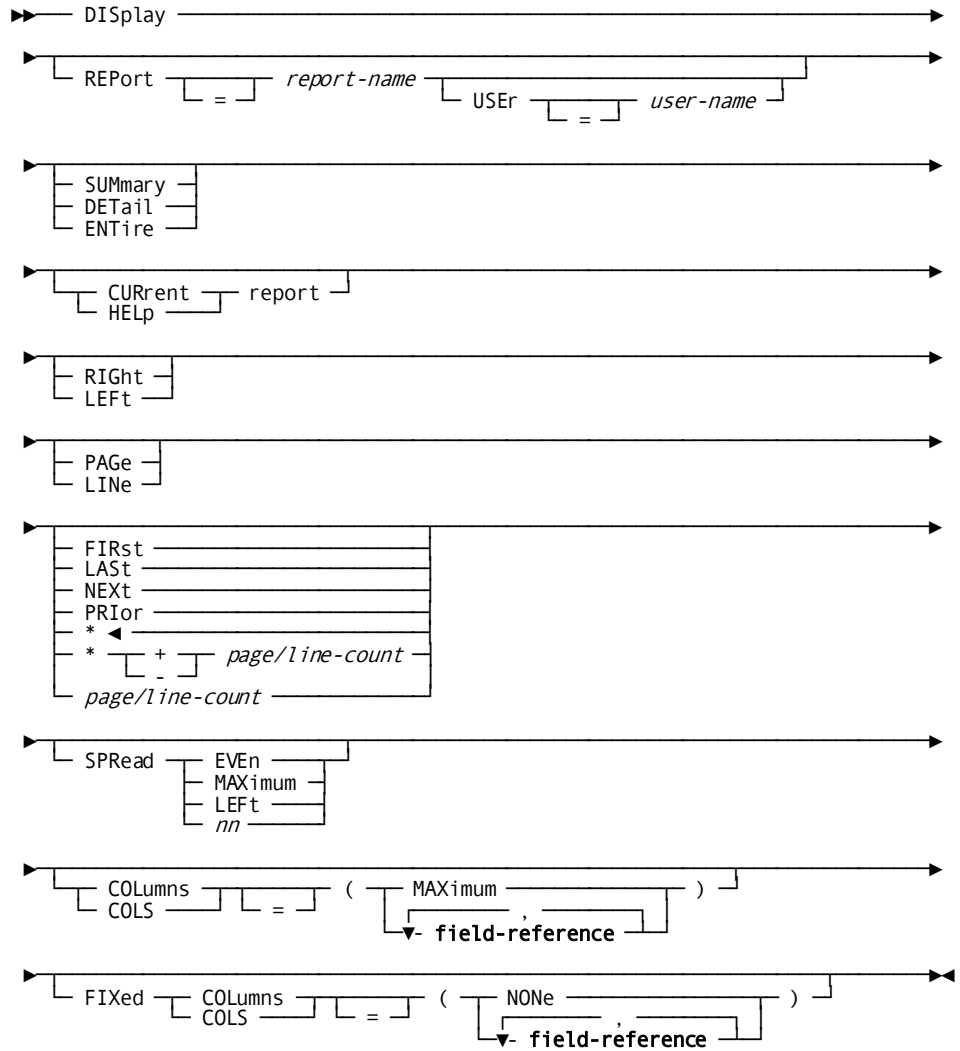 DISplay
REPort = report-name USEr = user-name
SUMmary
DETail
ENTire
CURrent report
HELp
RIGht
LEFt
PAGe
LINe
FIRst
LASt
NEXt
PRIor
*
* + page/line-count
-
page/line-count
SPRead EVEn
MAXimum
LEFt
nn
COLumns = ( MAXimum )
COLS ,
field-reference
FIXed COLumns = ( NONe )
COLS ,
field-reference